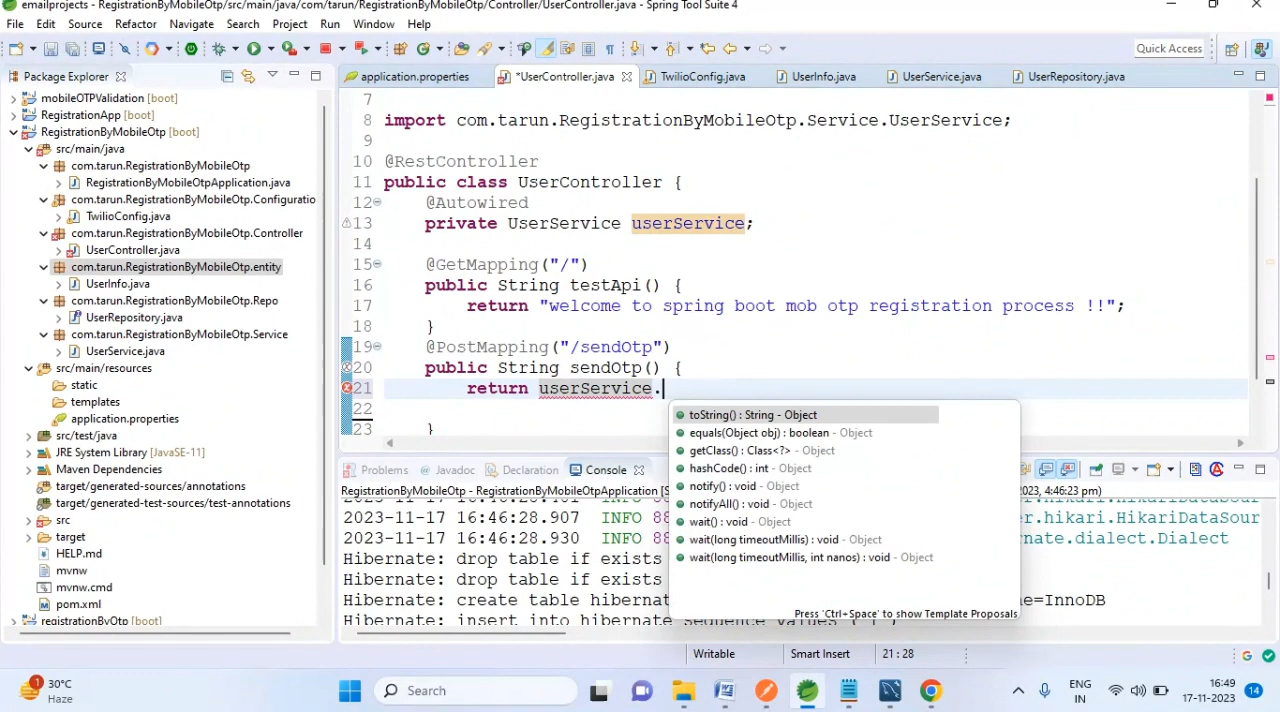 emailprojects - RegistrationByMobileOtp/src/main/java/com/tarun/RegistrationByMobileOtp/Controller/UserController.java - Spring Tool Suite 4
File Edit Source Refactor Navigate Search Project Run Window Help
Quick Access
Package Explorer
application.properties *UserController.java TwilioConfig.java UserInfo.java UserService.java UserRepository.java
mobileOTPValidation [boot]
RegistrationApp [boot]
RegistrationByMobileOtp [boot]
src/main/java
com.tarun.RegistrationByMobileOtp
RegistrationByMobileOtpApplication.java
com.tarun.RegistrationByMobileOtp.Configuratio
TwilioConfig.java
com.tarun.RegistrationByMobileOtp.Controller
UserController.java
com.tarun.RegistrationByMobileOtp.entity
UserInfo.java
com.tarun.RegistrationByMobileOtp.Repo
UserRepository.java
com.tarun.RegistrationByMobileOtp.Service
UserService.java
src/main/resources
static
templates
application.properties
src/test/java
JRE System Library [JavaSE-11]
Maven Dependencies
target/generated-sources/annotations
target/generated-test-sources/test-annotations
src
target
HELP.md
mvnw
mvnw.cmd
pom.xml
registrationByOtp [boot]
7
8 import com.tarun.RegistrationByMobileOtp.Service.UserService;
9
10 @RestController
11 public class UserController {
12 @Autowired
13 private UserService userService;
14
15 @GetMapping("/")
16 public String testApi() {
17 return "welcome to spring boot mob otp registration process !!";
18 }
19 @PostMapping("/sendOtp")
20 public String sendOtp() {
21 return userService.
22
23 }
toString() : String - Object
equals(Object obj) : boolean - Object
getClass() : Class<?> - Object
hashCode() : int - Object
notify() : void - Object
notifyAll() : void - Object
wait() : void - Object
wait(long timeoutMillis) : void - Object
wait(long timeoutMillis, int nanos) : void - Object
Press 'Ctrl+Space' to show Template Proposals
Problems Javadoc Declaration Console
RegistrationByMobileOtp - RegistrationByMobileOtpApplication [S 2023, 4:46:23 pm)
2023-11-17 16:46:28.907 INFO 88 er.hikari.HikariDataSour
2023-11-17 16:46:28.930 INFO 88 nate.dialect.Dialect
Hibernate: drop table if exists
Hibernate: drop table if exists
Hibernate: create table hibernat e=InnoDB
Hibernate: insert into hibernate_sequence values ( 1 )
Writable Smart Insert 21 : 28
30°C
Haze
Search
ENG
IN
16:49
17-11-2023
14